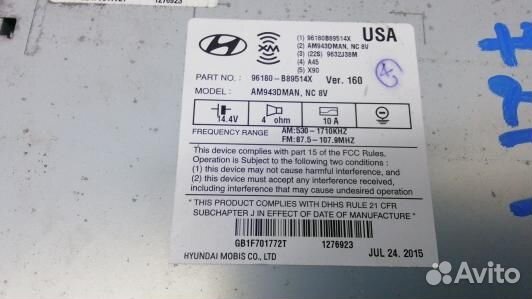 701772T 1276923
XM
(1) 96180B89514X
(2) AM943DMAN, NC 8V
(3) (22S) 9632J38M
(4) A45
(5) X90
USA
PART NO. : 96180-B89514X Ver. 160
MODEL : AM943DMAN, NC 8V
14.4V
4 ohm
10 A
FREQUENCY RANGE AM:530-1710KHZ
FM:87.5-107.9MHZ
This device complies with part 15 of the FCC Rules.
Operation is Subject to the following two conditions:
(1) this device may not cause harmful interference, and
(2) this device must accept any interference received,
including interference that may cause undesired operation
" THIS PRODUCT COMPLIES WITH DHHS RULE 21 CFR
SUBCHAPTER J IN EFFECT OF DATE OF MANUFACTURE "
GB1F701772T 1276923
HYUNDAI MOBIS CO., LTD JUL 24. 2015
Avito